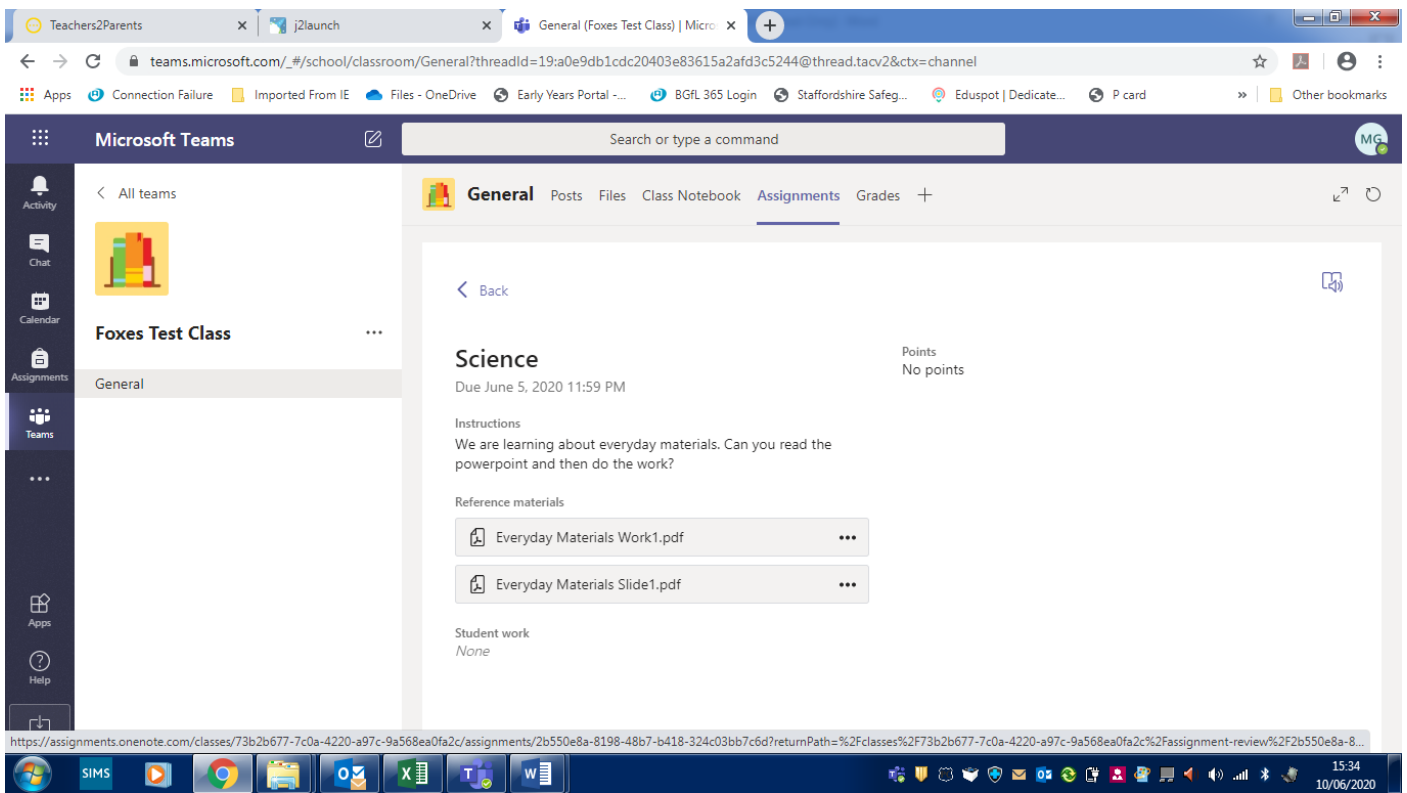 Teachers2Parents
j2launch
General (Foxes Test Class) | Micro
teams.microsoft.com/_#/school/classroom/General?threadId=19:a0e9db1cdc20403e83615a2afd3c5244@thread.tacv2&ctx=channel
Apps Connection Failure Imported From IE Files - OneDrive Early Years Portal -... BGfL 365 Login Staffordshire Safeg... Eduspot | Dedicate... P card » Other bookmarks
Microsoft Teams
Search or type a command
MG
Activity
Chat
Calendar
Assignments
Teams
Apps
Help
All teams
Foxes Test Class
General
General Posts Files Class Notebook Assignments Grades
Back
Science
Due June 5, 2020 11:59 PM
Points
No points
Instructions
We are learning about everyday materials. Can you read the
powerpoint and then do the work?
Reference materials
Everyday Materials Work1.pdf
Everyday Materials Slide1.pdf
Student work
None
https://assignments.onenote.com/classes/73b2b677-7c0a-4220-a97c-9a568ea0fa2c/assignments/2b550e8a-8198-48b7-b418-324c03bb7c6d?returnPath=%2Fclasses%2F73b2b677-7c0a-4220-a97c-9a568ea0fa2c%2Fassignment-review%2F2b550e8a-8...
SIMS
15:34
10/06/2020